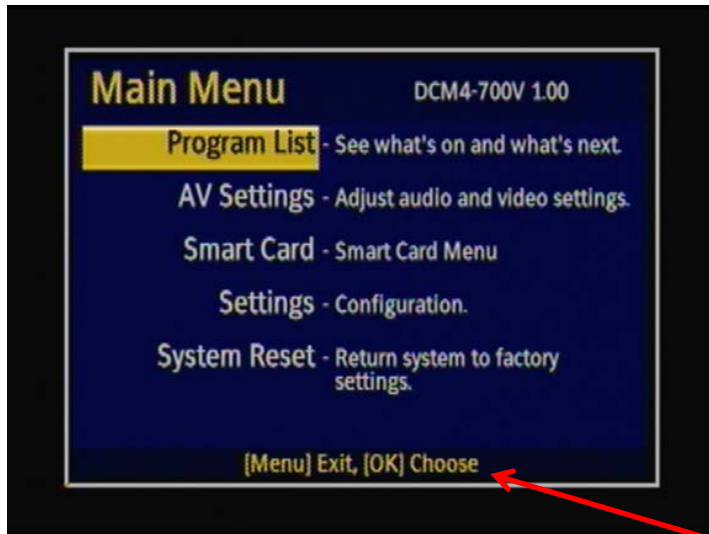 Main Menu DCM4-700V 1.00
Program List - See what's on and what's next.
AV Settings - Adjust audio and video settings.
Smart Card - Smart Card Menu
Settings - Configuration.
System Reset - Return system to factory
settings.
[Menu] Exit, [OK] Choose